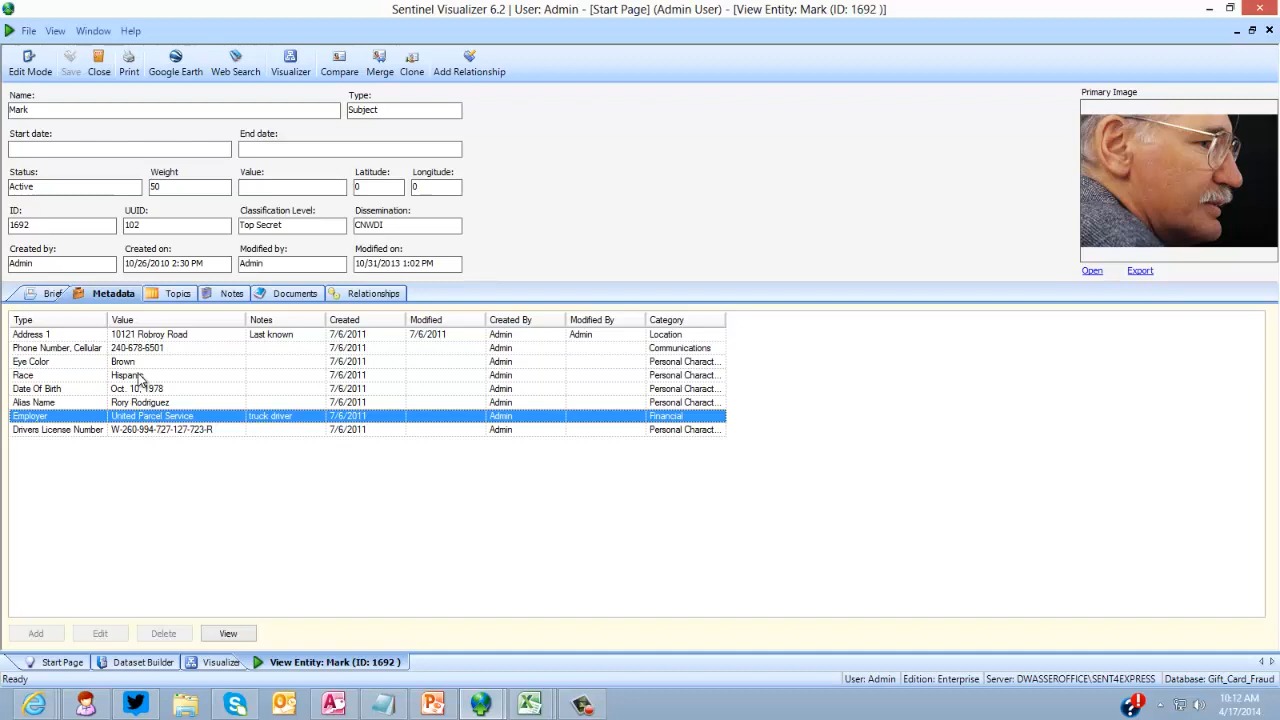 Sentinel Visualizer 6.2 | User: Admin - [Start Page] (Admin User) - [View Entity: Mark (ID: 1692 )]
File View Window Help
Edit Mode Save Close Print Google Earth Web Search Visualizer Compare Merge Clone Add Relationship
Name: Type: Primary Image
Mark Subject
Start date: End date:
Status: Weight Value: Latitude: Longitude:
Active 50 0 0
ID: UUID: Classification Level: Dissemination:
1692 102 Top Secret CNWDI
Created by: Created on: Modified by: Modified on:
Admin 10/26/2010 2:30 PM Admin 10/31/2013 1:02 PM
Open Export
Brief Metadata Topics Notes Documents Relationships
Type Value Notes Created Modified Created By Modified By Category
Address 1 10121 Robroy Road Last known 7/6/2011 7/6/2011 Admin Admin Location
Phone Number, Cellular 240-678-6501 7/6/2011 Admin Communications
Eye Color Brown 7/6/2011 Admin Personal Charact...
Race Hispanic 7/6/2011 Admin Personal Charact...
Date Of Birth Oct. 10, 1978 7/6/2011 Admin Personal Charact...
Alias Name Rory Rodriguez 7/6/2011 Admin Personal Charact...
Employer United Parcel Service truck driver 7/6/2011 Admin Financial
Drivers License Number W-260-994-727-127-723-R 7/6/2011 Admin Personal Charact...
Add Edit Delete View
Start Page Dataset Builder Visualizer View Entity: Mark (ID: 1692 )
Ready User: Admin Edition: Enterprise Server: DWASSEROFFICE\SENT4EXPRESS Database: Gift_Card_Fraud
10:12 AM
4/17/2014